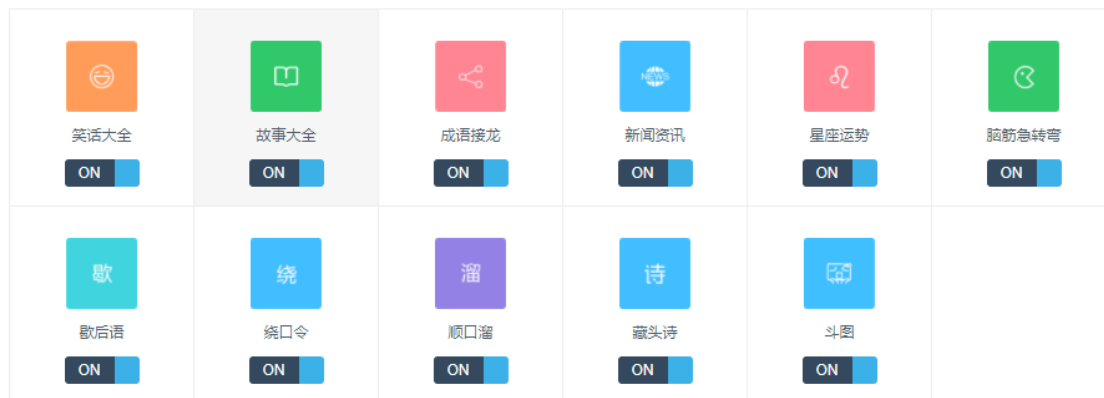 NEWS
笑话大全 故事大全 成语接龙 新闻资讯 星座运势 脑筋急转弯
ON ON ON ON ON ON
歇 绕 溜 诗
歇后语 绕口令 顺口溜 藏头诗 斗图
ON ON ON ON ON